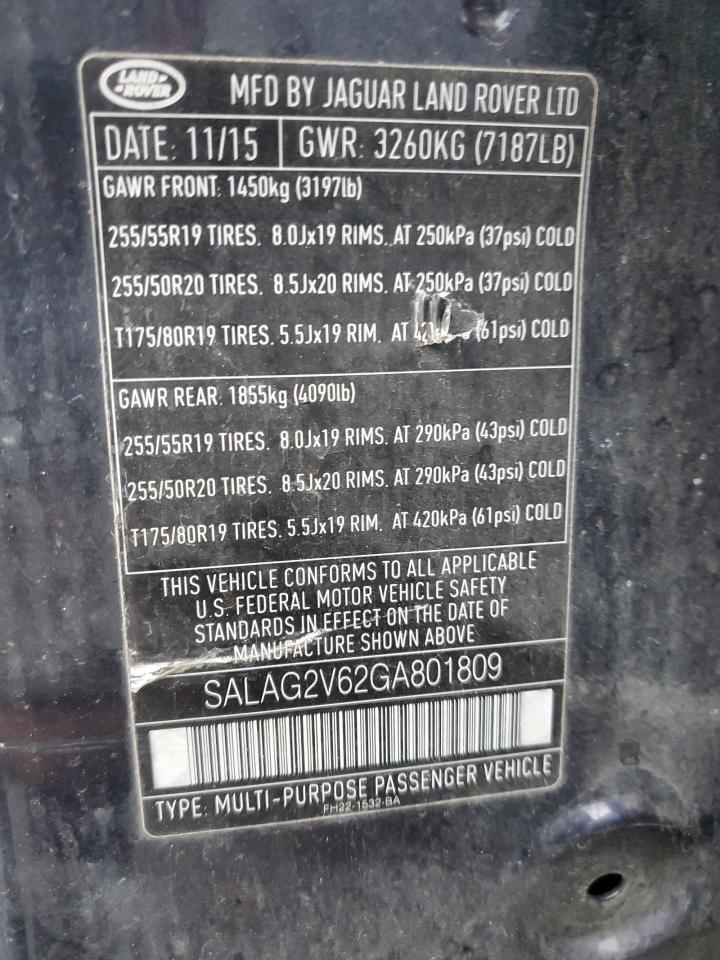 LAND ROVER
MFD BY JAGUAR LAND ROVER LTD
DATE: 11/15 GWR: 3260KG (7187LB)
GAWR FRONT: 1450kg (3197lb)
255/55R19 TIRES. 8.0Jx19 RIMS. AT 250kPa (37psi) COLD
255/50R20 TIRES. 8.5Jx20 RIMS. AT 250kPa (37psi) COLD
T175/80R19 TIRES. 5.5Jx19 RIM. AT (61psi) COLD
GAWR REAR: 1855kg (4090lb)
255/55R19 TIRES. 8.0Jx19 RIMS. AT 290kPa (43psi) COLD
255/50R20 TIRES. 8.5Jx20 RIMS. AT 290kPa (43psi) COLD
T175/80R19 TIRES. 5.5Jx19 RIM. AT 420kPa (61psi) COLD
THIS VEHICLE CONFORMS TO ALL APPLICABLE
U.S. FEDERAL MOTOR VEHICLE SAFETY
STANDARDS IN EFFECT ON THE DATE OF
MANUFACTURE SHOWN ABOVE
SALAG2V62GA801809
TYPE: MULTI-PURPOSE PASSENGER VEHICLE
FH22-1532-BA